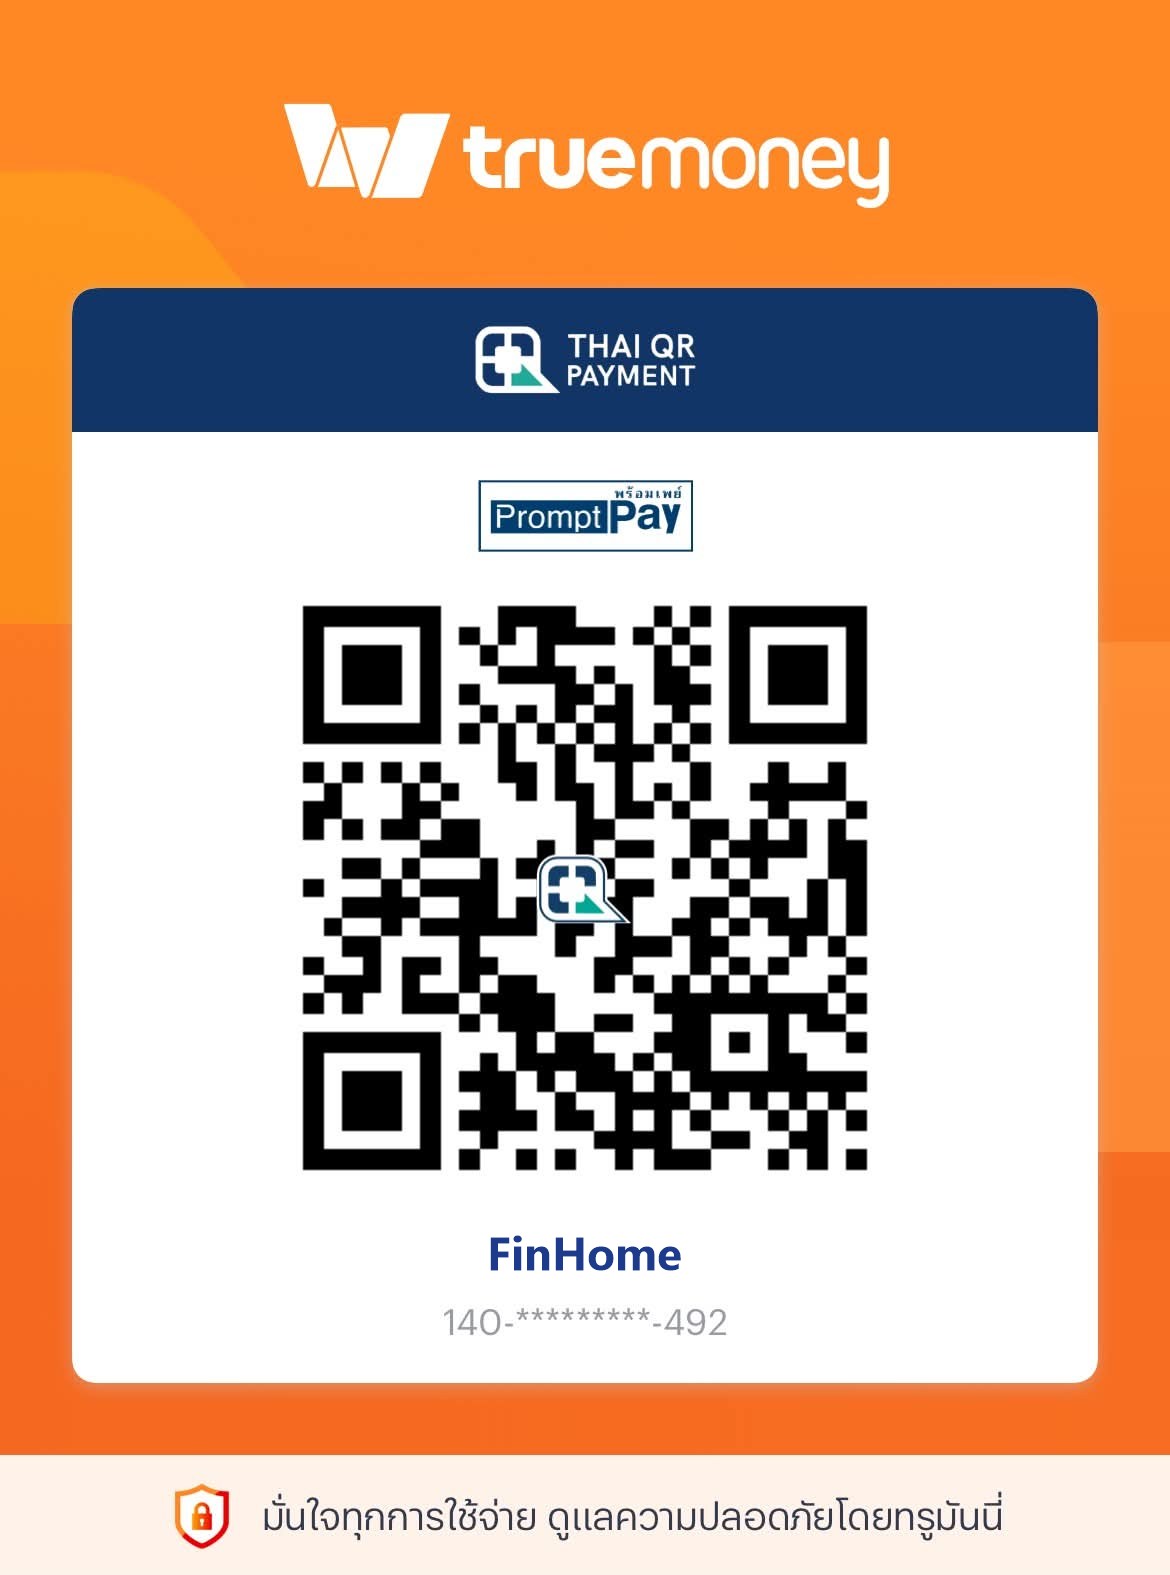 truemoney
THAI QR
PAYMENT
พร้อมเพย์
PromptPay
FinHome
140-*********-492
มั่นใจทุกการใช้จ่าย ดูแลความปลอดภัยโดยทรูมันนี่